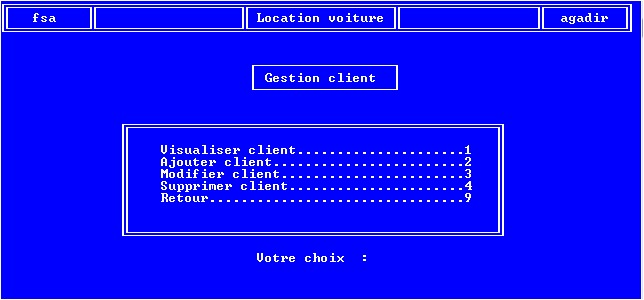 fsa Location voiture agadir
Gestion client
Visualiser client.....................1
Ajouter client........................2
Modifier client.......................3
Supprimer client......................4
Retour................................9
Votre choix :